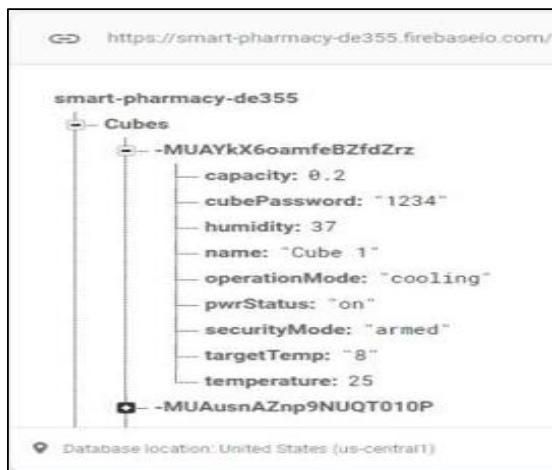 https://smart-pharmacy-de355.firebaseio.com/
smart-pharmacy-de355
Cubes
-MUAYkX6oamfeBZfdZrz
capacity: 0.2
cubePassword: "1234"
humidity: 37
name: "Cube 1"
operationMode: "cooling"
pwrStatus: "on"
securityMode: "armed"
targetTemp: "8"
temperature: 25
-MUAusnAZnp9NUQT010P
Database location: United States (us-central1)